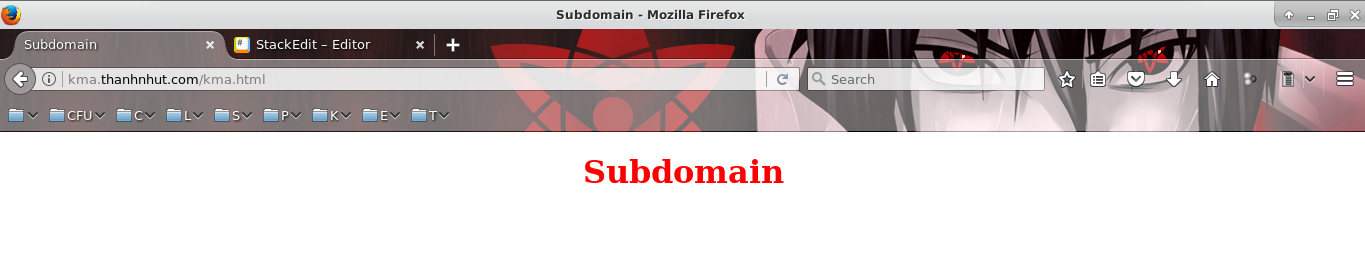 Subdomain - Mozilla Firefox
Subdomain
StackEdit – Editor
kma.thanhnhut.com/kma.html
Search
CFU C L S P K E T
Subdomain